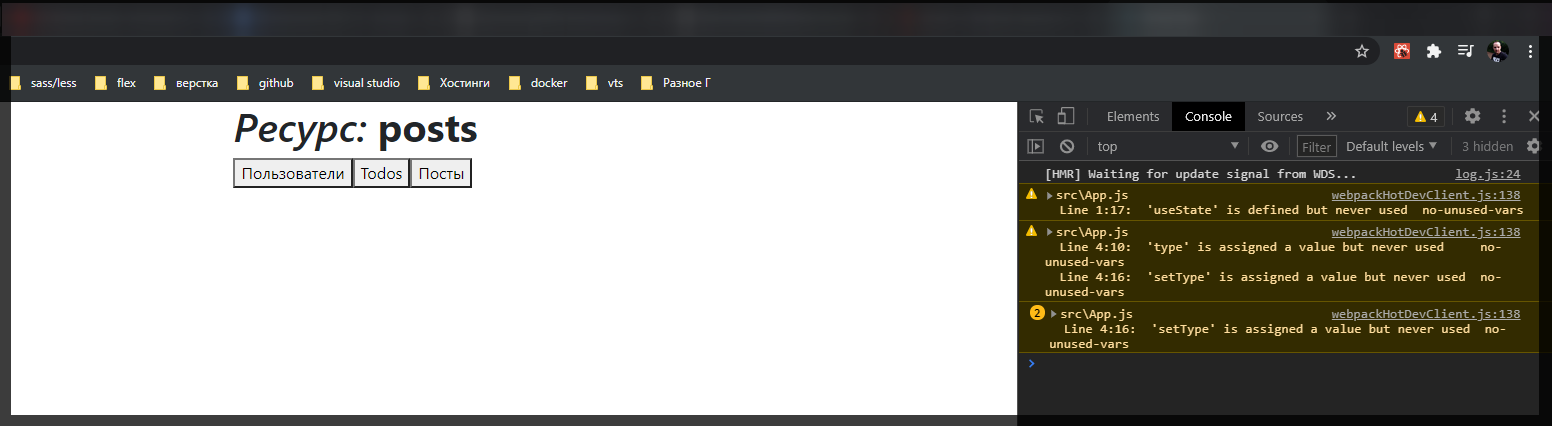 sass/less flex верстка github visual studio Хостинги docker vts Разное Г
Ресурс: posts
Пользователи Todos Посты
Elements Console Sources » 4
top Filter Default levels 3 hidden
[HMR] Waiting for update signal from WDS... log.js:24
src\App.js webpackHotDevClient.js:138
Line 1:17: 'useState' is defined but never used no-unused-vars
src\App.js webpackHotDevClient.js:138
Line 4:10: 'type' is assigned a value but never used no-
unused-vars
Line 4:16: 'setType' is assigned a value but never used no-
unused-vars
2 src\App.js webpackHotDevClient.js:138
Line 4:16: 'setType' is assigned a value but never used no-
unused-vars